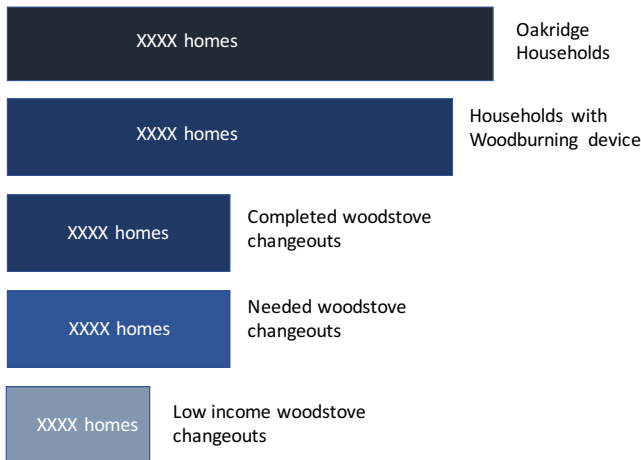 XXXX homes
Oakridge
Households
XXXX homes
Households with
Woodburning device
XXXX homes
Completed woodstove
changeouts
XXXX homes
Needed woodstove
changeouts
XXXX homes
Low income woodstove
changeouts